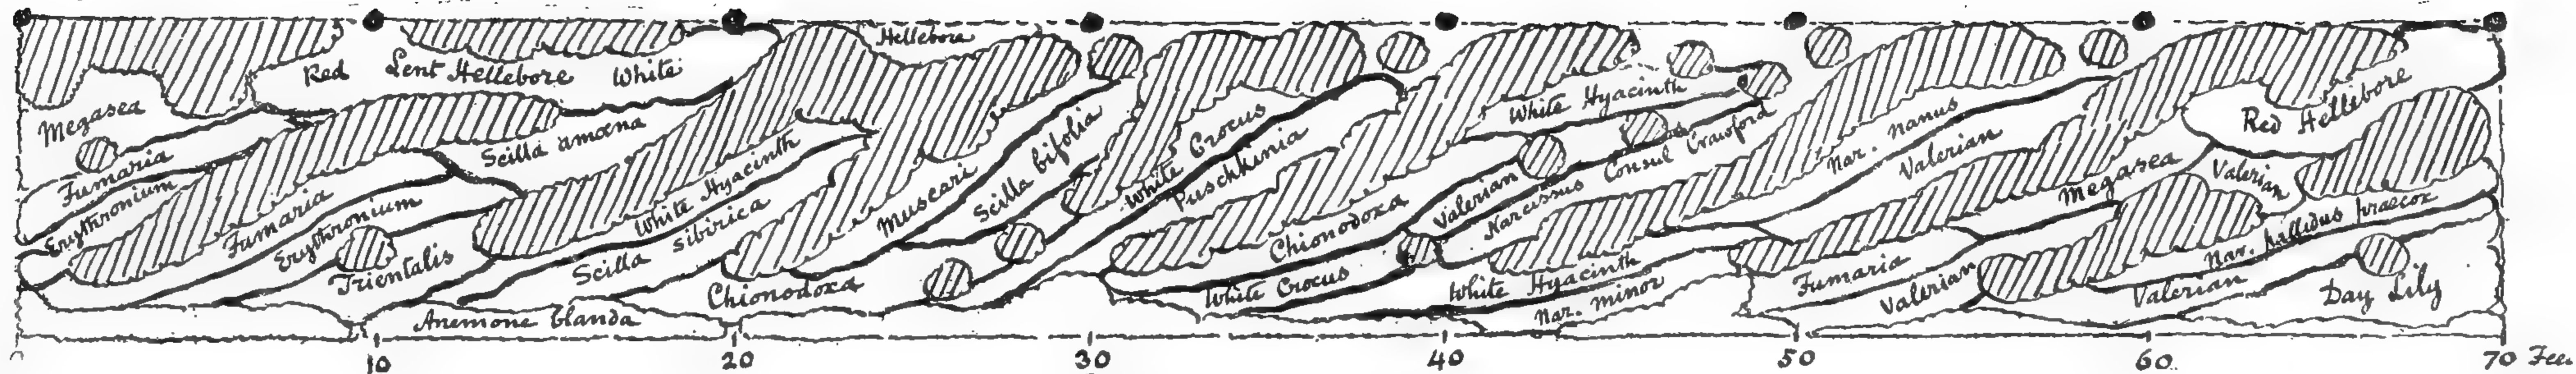 Hellebore
Red Lent Hellebore White
Megasea
Fumaria
Erythronium
Fumaria
Erythronium
Trientalis
Scilla amœna
White Hyacinth
Scilla sibirica
Anemone blanda
Chionodoxa
Muscari
Scilla bifolia
White Crocus
Puschkinia
Chionodoxa
White Crocus
White Hyacinth
Valerian
Narcissus Consul Crawford
White Hyacinth
Nar. minor
Nar. nanus
Valerian
Megasea
Fumaria
Valerian
Red Hellebore
Valerian
Nar. pallidus præcox
Valerian
Day Lily
10 20 30 40 50 60 70